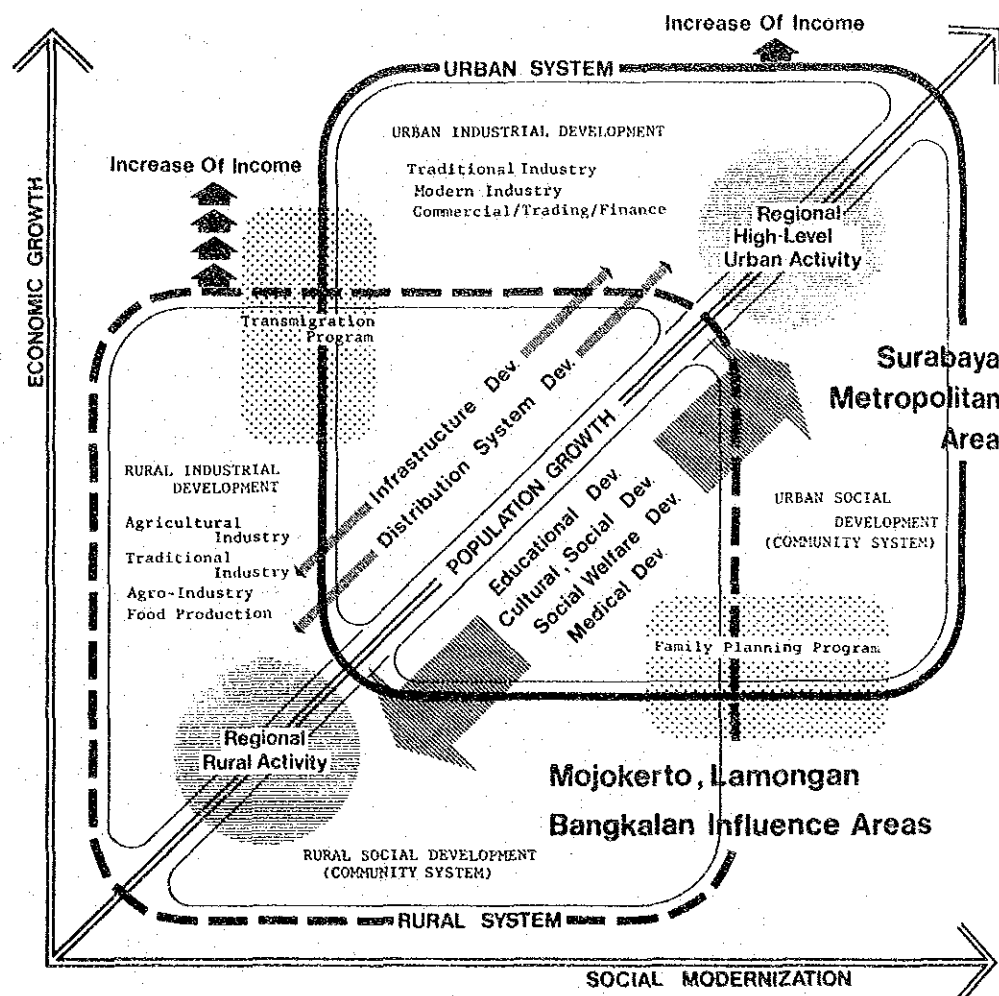 Increase Of Income
URBAN SYSTEM
URBAN INDUSTRIAL DEVELOPMENT
Traditional Industry
Modern Industry
Commercial/Trading/Finance
Increase Of Income
Regional
High-Level
Urban Activity
ECONOMIC GROWTH
Transmigration
Program
Surabaya
Metropolitan
Area
Infrastructure Dev.
Distribution System Dev.
POPULATION GROWTH
Educational Dev.
Cultural, Social Dev.
Social Welfare Dev.
Medical Dev.
RURAL INDUSTRIAL
DEVELOPMENT
Agricultural
Industry
Traditional
Industry
Agro-Industry
Food Production
URBAN SOCIAL
DEVELOPMENT
(COMMUNITY SYSTEM)
Family Planning Program
Regional
Rural Activity
Mojokerto, Lamongan
Bangkalan Influence Areas
RURAL SOCIAL DEVELOPMENT
(COMMUNITY SYSTEM)
RURAL SYSTEM
SOCIAL MODERNIZATION